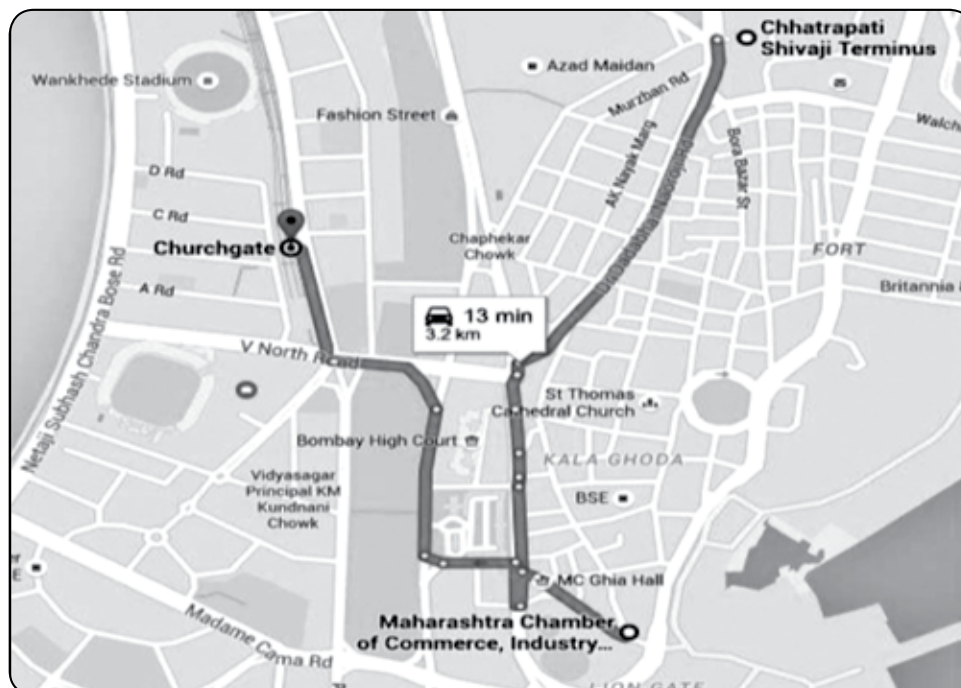 Chhatrapati
Shivaji Terminus
Wankhede Stadium
Azad Maidan
Murzban Rd
Fashion Street
Walch
D Rd
AK Nayak Marg
Bora Bazar St
C Rd
Churchgate
Chaphekar
Chowk
FORT
A Rd
Britannia &
Netaji Subhash Chandra Bose Rd
13 min
3.2 km
V North Road
St Thomas
Cathedral Church
Bombay High Court
KALA GHODA
Vidyasagar
Principal KM
Kundnani
Chowk
BSE
MC Ghia Hall
Maharashtra Chamber
of Commerce, Industry...
Madame Cama Rd
LION GATE